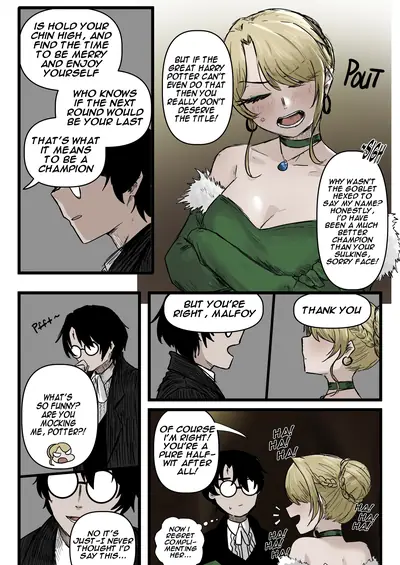 IS HOLD YOUR
CHIN HIGH, AND
FIND THE TIME
TO BE MERRY
AND ENJOY
YOURSELF
WHO KNOWS
IF THE NEXT
ROUND WOULD
BE YOUR LAST
THAT'S WHAT
IT MEANS
TO BE A
CHAMPION
BUT IF THE
GREAT HARRY
POTTER CAN'T
EVEN DO THAT
THEN YOU
REALLY DON'T
DESERVE
THE TITLE!
POUT
SIGH
WHY WASN'T
THE GOBLET
HEXED TO
SAY MY NAME?
HONESTLY,
I'D HAVE
BEEN A MUCH
BETTER
CHAMPION
THAN YOUR
SULKING,
SORRY FACE!
Pfft~
WHAT'S
SO FUNNY?
ARE YOU
MOCKING
ME, POTTER?!
BUT YOU'RE
RIGHT, MALFOY
THANK YOU
NO IT'S
JUST-I NEVER
THOUGHT I'D
SAY THIS...
OF COURSE
I'M RIGHT!
YOU'RE A
PURE HALF-
WIT AFTER
ALL!
HA!
HA!
HA!
HA!
HA!
HA!
NOW I
REGRET
COMPLI-
MENTING
HER...